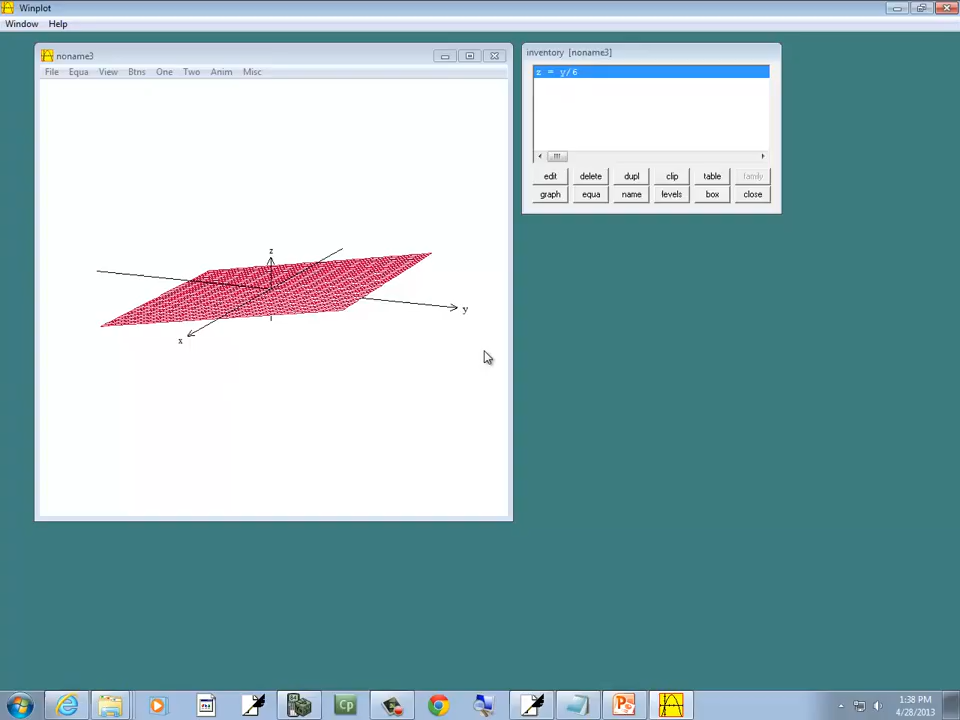 Winplot
Window Help
noname3
File Equa View Btns One Two Anim Misc
z
y
x
inventory [noname3]
z = y/6
edit delete dupl clip table family
graph equa name levels box close
Cp
1:38 PM
4/28/2013